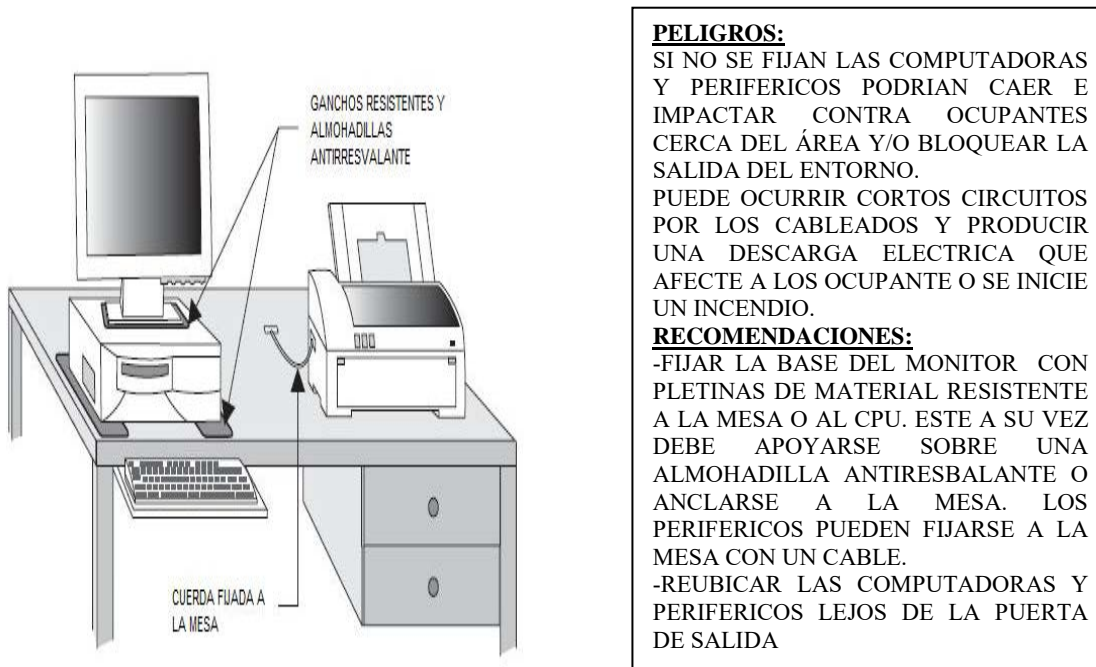 GANCHOS RESISTENTES Y
ALMOHADILLAS
ANTIRRESVALANTE
CUERDA FIJADA A
LA MESA
PELIGROS:
SI NO SE FIJAN LAS COMPUTADORAS
Y PERIFERICOS PODRIAN CAER E
IMPACTAR CONTRA OCUPANTES
CERCA DEL ÁREA Y/O BLOQUEAR LA
SALIDA DEL ENTORNO.
PUEDE OCURRIR CORTOS CIRCUITOS
POR LOS CABLEADOS Y PRODUCIR
UNA DESCARGA ELECTRICA QUE
AFECTE A LOS OCUPANTE O SE INICIE
UN INCENDIO.
RECOMENDACIONES:
-FIJAR LA BASE DEL MONITOR CON
PLETINAS DE MATERIAL RESISTENTE
A LA MESA O AL CPU. ESTE A SU VEZ
DEBE APOYARSE SOBRE UNA
ALMOHADILLA ANTIRESBALANTE O
ANCLARSE A LA MESA. LOS
PERIFERICOS PUEDEN FIJARSE A LA
MESA CON UN CABLE.
-REUBICAR LAS COMPUTADORAS Y
PERIFERICOS LEJOS DE LA PUERTA
DE SALIDA